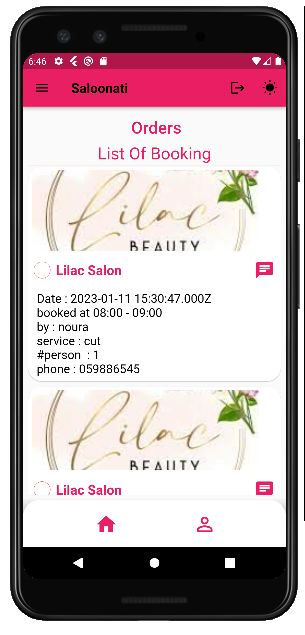 6:46
Saloonati
Orders
List Of Booking
Lilac
BEAUTY
Lilac Salon
Date : 2023-01-11 15:30:47.000Z
booked at 08:00 - 09:00
by : noura
service : cut
#person : 1
phone : 059886545
Lilac
BEAUTY
Lilac Salon